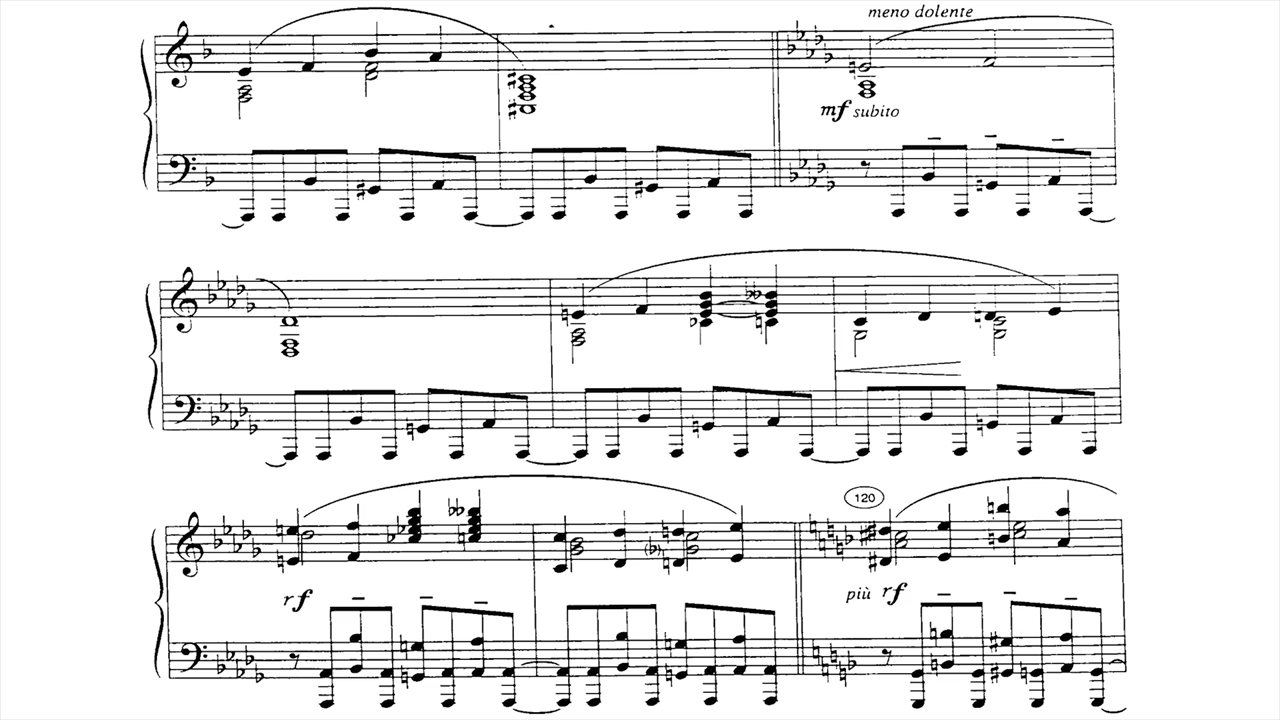 meno dolente
mf subito
rf
120
più rf